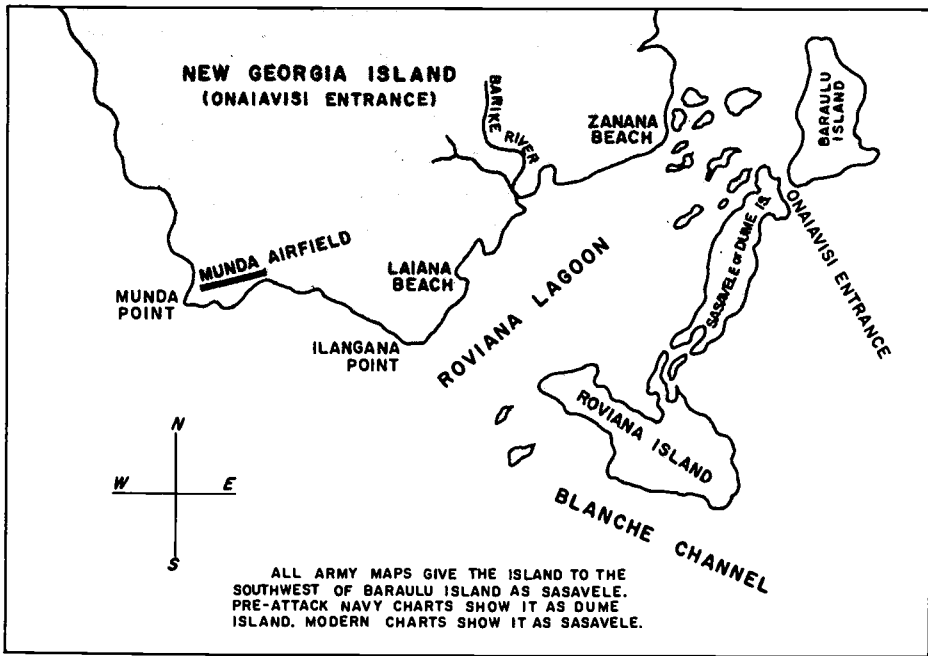 NEW GEORGIA ISLAND
(ONAIAVISI ENTRANCE)
BARIKE
RIVER
ZANANA
BEACH
BARAULU
ISLAND
ONAIAVISI ENTRANCE
SASAVELE OR DUME IS.
MUNDA AIRFIELD
MUNDA
POINT
LAIANA
BEACH
ILANGANA
POINT
ROVIANA LAGOON
ROVIANA ISLAND
BLANCHE CHANNEL
N
W E
S
ALL ARMY MAPS GIVE THE ISLAND TO THE
SOUTHWEST OF BARAULU ISLAND AS SASAVELE.
PRE-ATTACK NAVY CHARTS SHOW IT AS DUME
ISLAND. MODERN CHARTS SHOW IT AS SASAVELE.